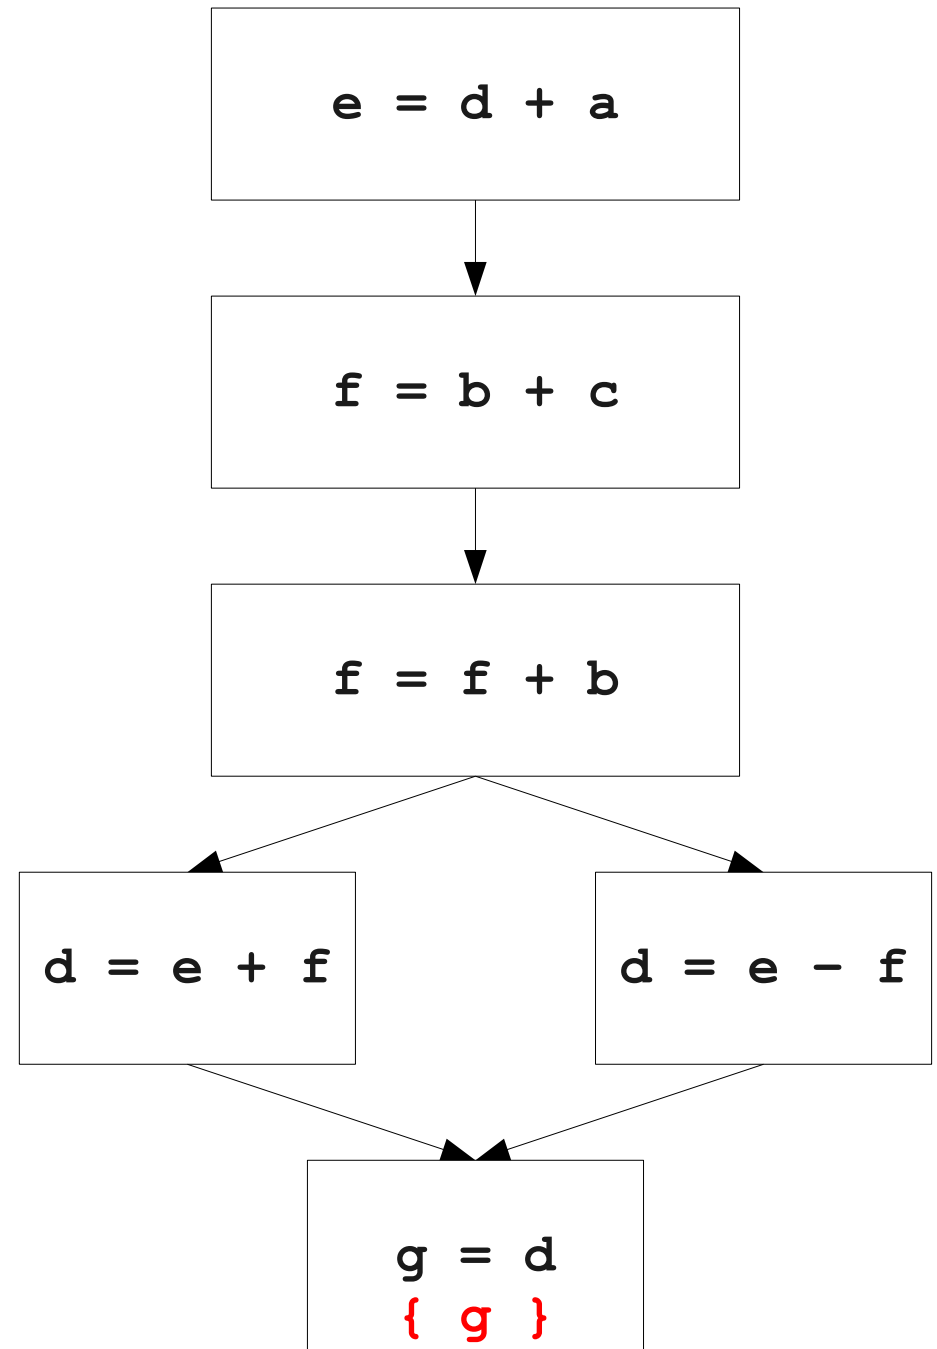 e = d + a
f = b + c
f = f + b
d = e + f
d = e - f
g = d
{ g }